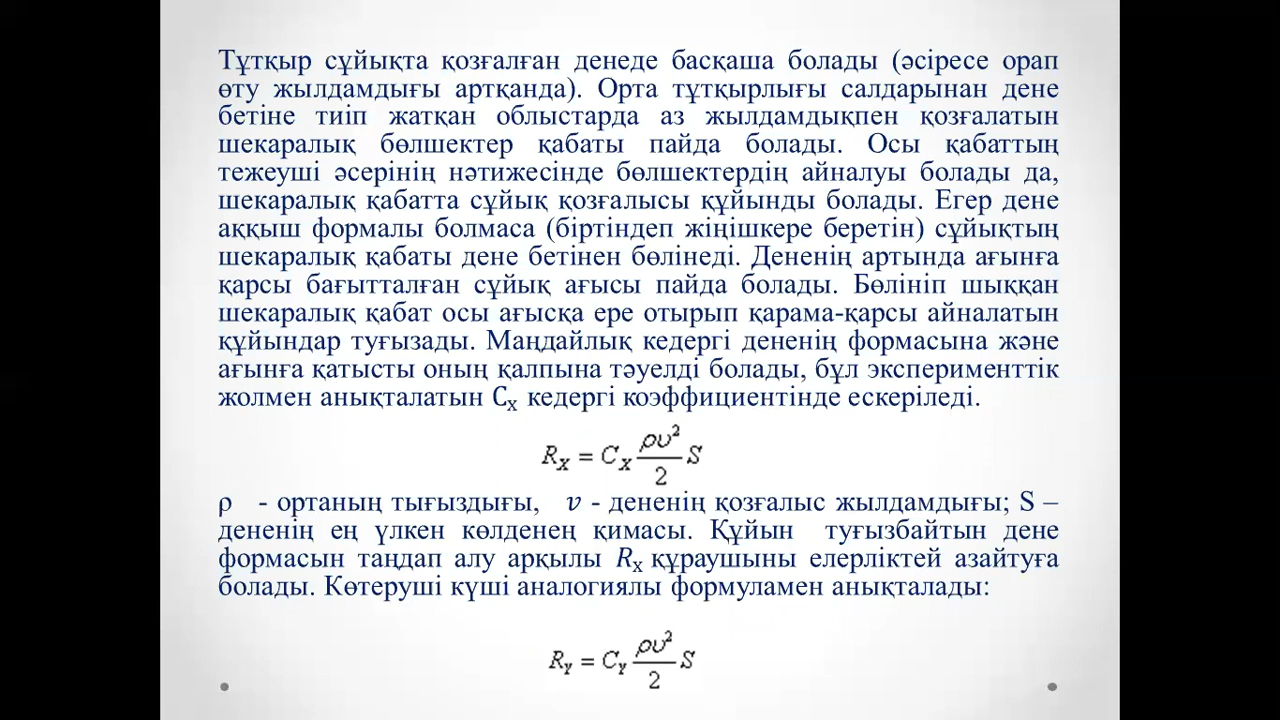 Тұтқыр сұйықта қозғалған денеде басқаша болады (әсіресе орап
өту жылдамдығы артқанда). Орта тұтқырлығы салдарынан дене
бетіне тиіп жатқан облыстарда аз жылдамдықпен қозғалатын
шекаралық бөлшектер қабаты пайда болады. Осы қабаттың
тежеуші әсерінің нәтижесінде бөлшектердің айналуы болады да,
шекаралық қабатта сұйық қозғалысы құйынды болады. Егер дене
аққыш формалы болмаса (біртіндеп жіңішкере беретін) сұйықтың
шекаралық қабаты дене бетінен бөлінеді. Дененің артында ағынға
қарсы бағытталған сұйық ағысы пайда болады. Бөлініп шыққан
шекаралық қабат осы ағысқа ере отырып қарама-қарсы айналатын
құйындар туғызады. Маңдайлық кедергі дененің формасына және
ағынға қатысты оның қалпына тәуелді болады, бұл эксперименттік
жолмен анықталатын Cₓ кедергі коэффициентінде ескеріледі.
R_X = C_X ρυ²/2 S
ρ - ортаның тығыздығы, v - дененің қозғалыс жылдамдығы; S –
дененің ең үлкен көлденең қимасы. Құйын туғызбайтын дене
формасын таңдап алу арқылы Rₓ құраушыны елерліктей азайтуға
болады. Көтеруші күші аналогиялы формуламен анықталады:
R_Y = C_Y ρυ²/2 S